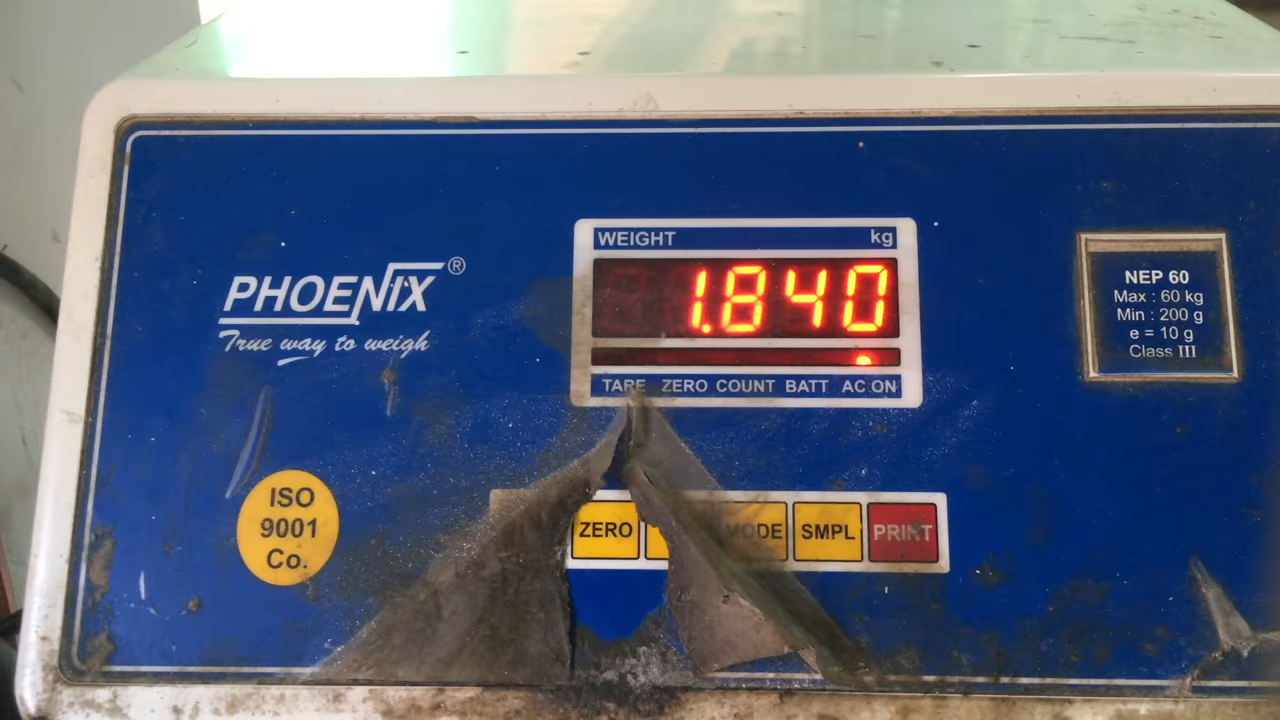 PHOENIX®
True way to weigh
WEIGHT kg
1.840
TARE ZERO COUNT BATT AC ON
NEP 60
Max : 60 kg
Min : 200 g
e = 10 g
Class III
ISO
9001
Co.
ZERO MODE SMPL PRINT